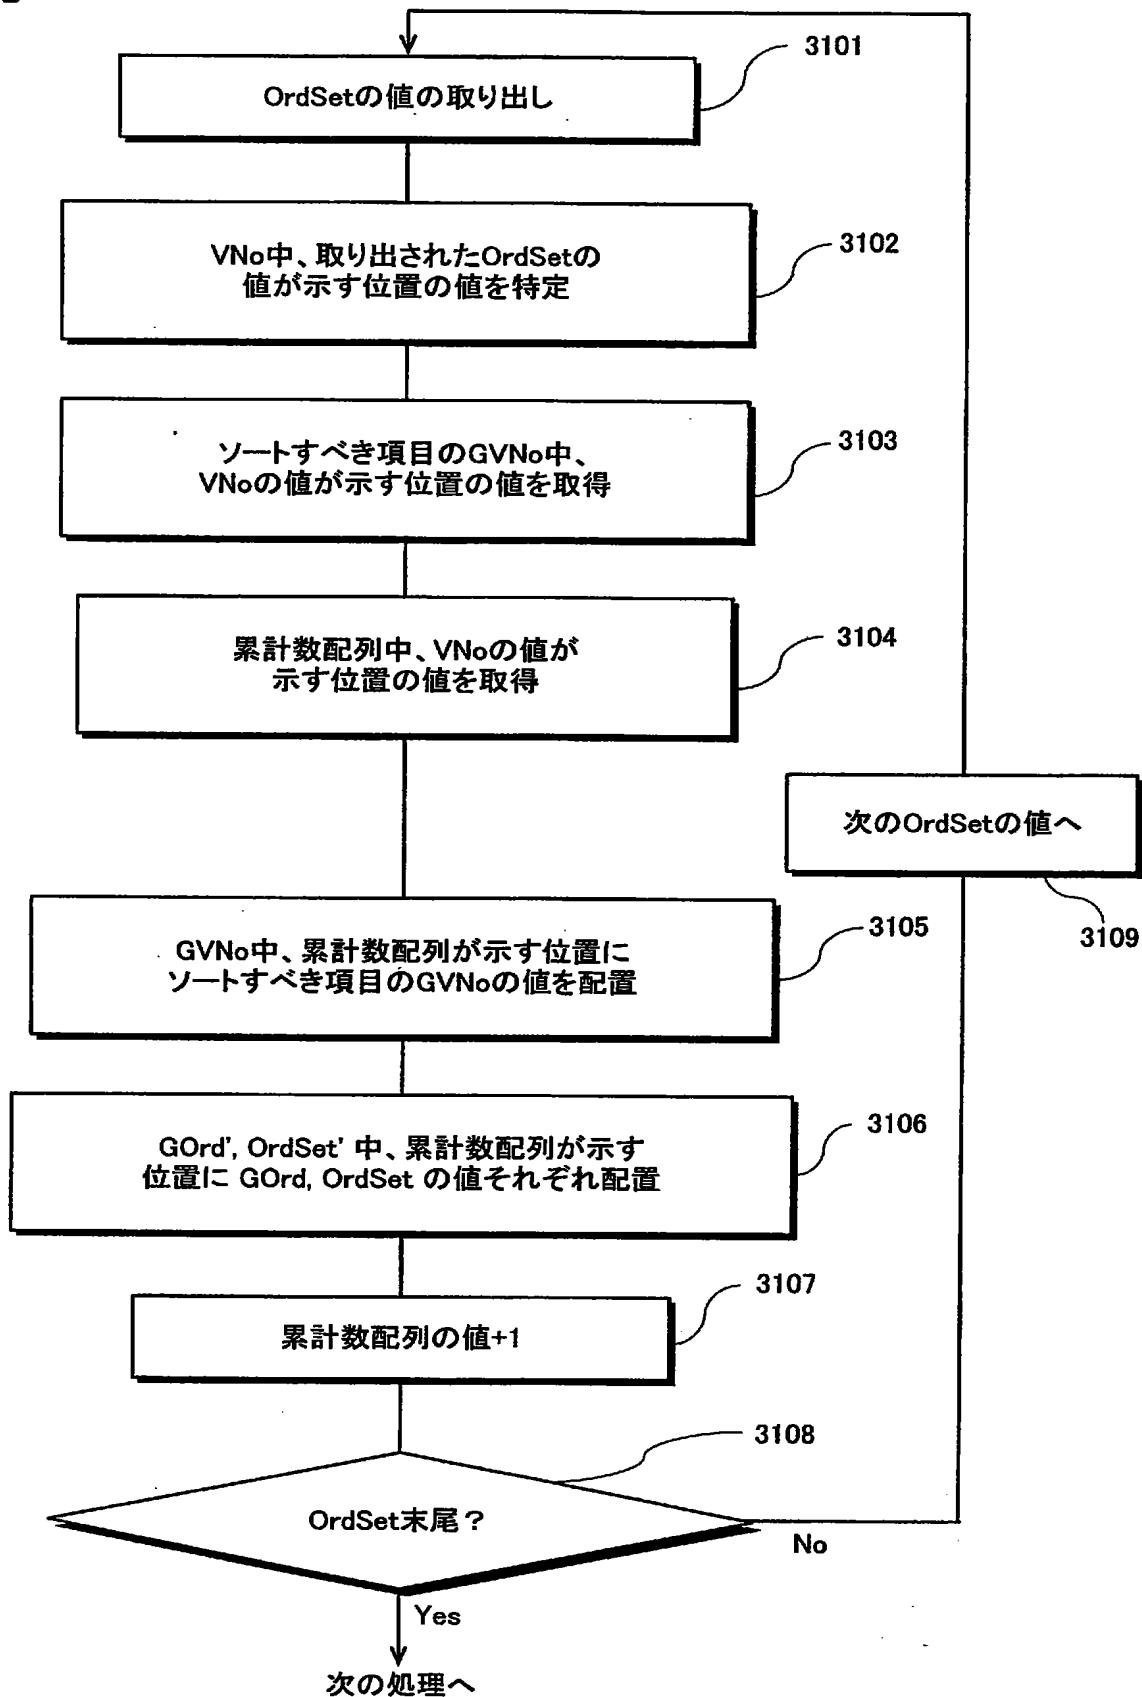 3101
OrdSetの値の取り出し
3102
VNo中、取り出されたOrdSetの
値が示す位置の値を特定
3103
ソートすべき項目のGVNo中、
VNoの値が示す位置の値を取得
3104
累計数配列中、VNoの値が
示す位置の値を取得
次のOrdSetの値へ
3109
3105
GVNo中、累計数配列が示す位置に
ソートすべき項目のGVNoの値を配置
3106
GOrd', OrdSet' 中、累計数配列が示す
位置に GOrd, OrdSet の値それぞれ配置
3107
累計数配列の値+1
3108
OrdSet末尾？
No
Yes
次の処理へ